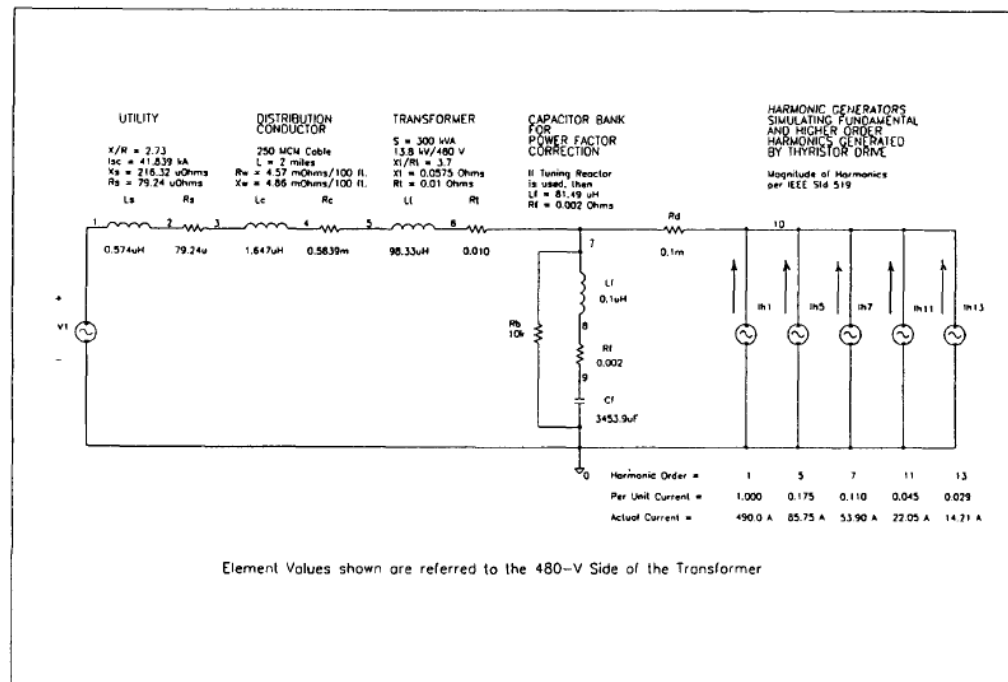 UTILITY
X/R = 2.73
Isc = 41.839 kA
Xs = 216.32 uOhms
Rs = 79.24 uOhms
DISTRIBUTION
CONDUCTOR
250 MCM Cable
L = 2 miles
Rw = 4.57 mOhms/100 ft.
Xw = 4.86 mOhms/100 ft.
TRANSFORMER
S = 300 kVA
13.8 kV/480 V
Xl/Rl = 3.7
Xl = 0.0575 Ohms
Rt = 0.01 Ohms
CAPACITOR BANK
FOR
POWER FACTOR
CORRECTION
If Tuning Reactor
is used, then
Lf = 81.49 uH
Rf = 0.002 Ohms
HARMONIC GENERATORS
SIMULATING FUNDAMENTAL
AND HIGHER ORDER
HARMONICS GENERATED
BY THYRISTOR DRIVE
Magnitude of Harmonics
per IEEE Std 519
Ls Rs Lc Rc Ll Rt
1 2 3 4 5 6
0.574uH 79.24u 1.647uH 0.5839m 98.33uH 0.010
7
Rd
0.1m
10
+
V1
−
Rb
10k
Lf
0.1uH
8
Rf
0.002
9
Cf
3453.9uF
0
Ih1 Ih5 Ih7 Ih11 Ih13
Harmonic Order = 1 5 7 11 13
Per Unit Current = 1.000 0.175 0.110 0.045 0.029
Actual Current = 490.0 A 85.75 A 53.90 A 22.05 A 14.21 A
Element Values shown are referred to the 480-V Side of the Transformer